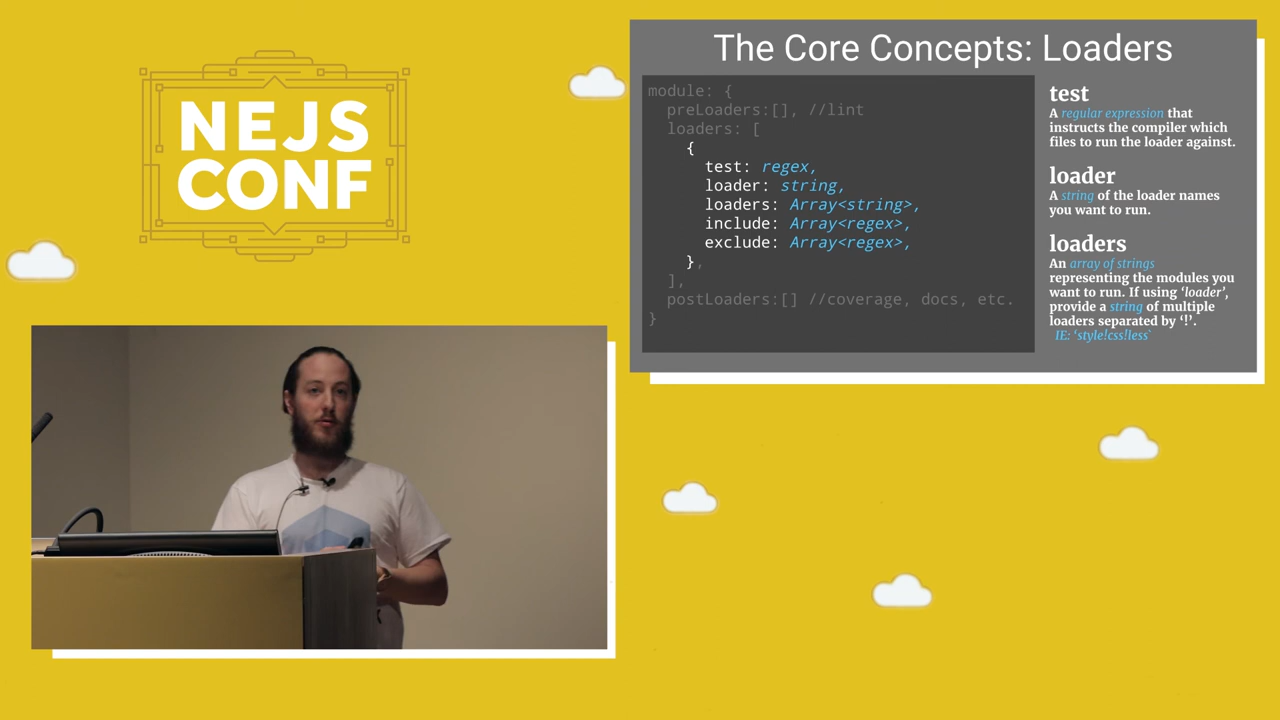 NEJS
CONF
The Core Concepts: Loaders
module: {
preLoaders:[], //lint
loaders: [
{
test: regex,
loader: string,
loaders: Array<string>,
include: Array<regex>,
exclude: Array<regex>,
},
],
postLoaders:[] //coverage, docs, etc.
}
test
A regular expression that
instructs the compiler which
files to run the loader against.
loader
A string of the loader names
you want to run.
loaders
An array of strings
representing the modules you
want to run. If using ‘loader’,
provide a string of multiple
loaders separated by ‘!’.
IE: ‘style!css!less`